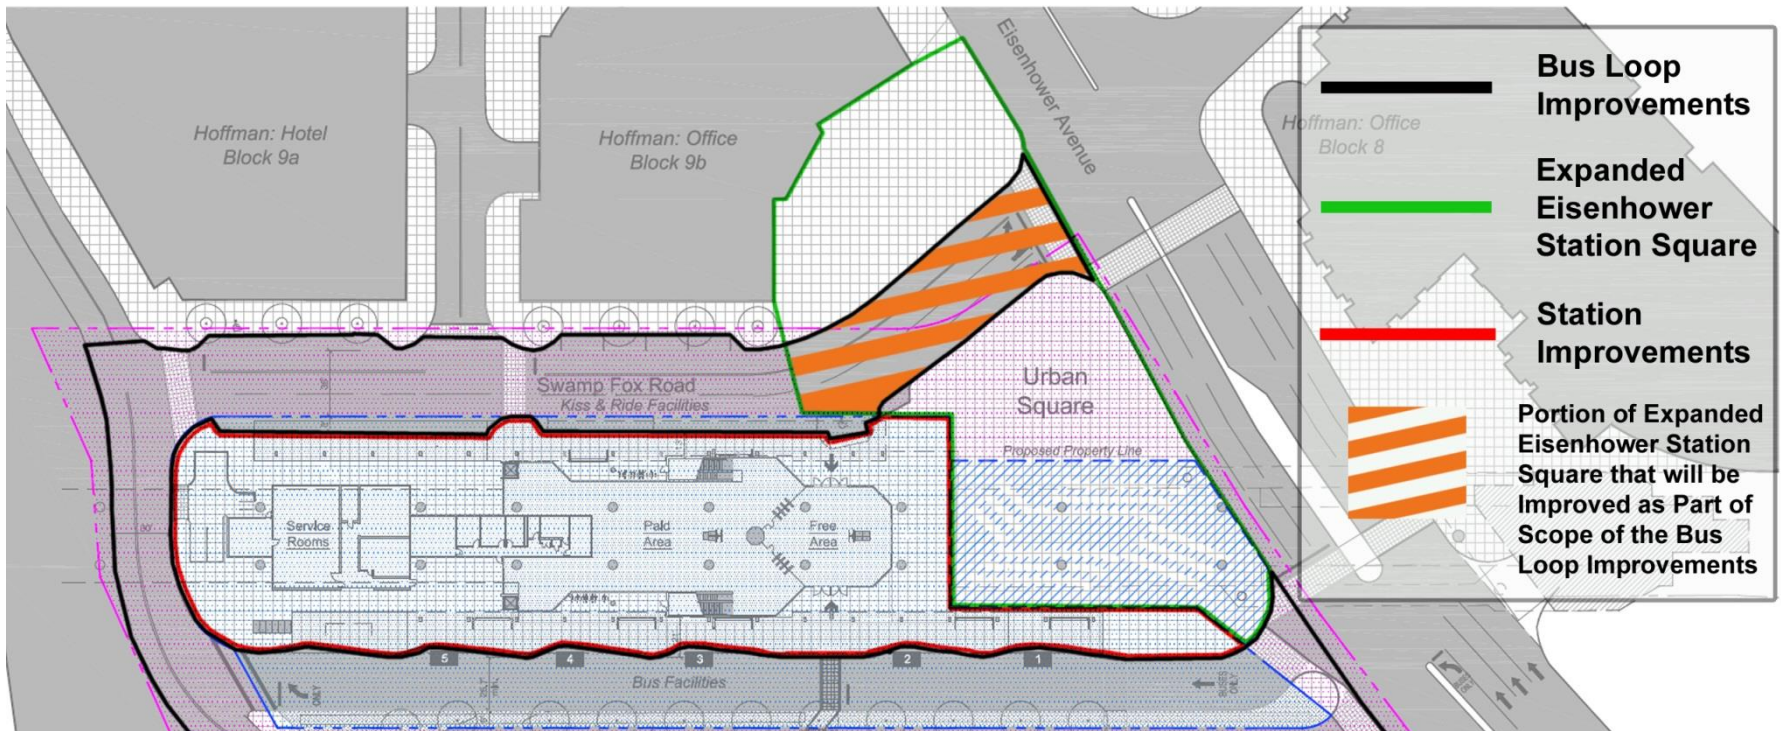 Eisenhower Avenue
Hoffman: Hotel
Block 9a
Hoffman: Office
Block 9b
Hoffman: Office
Block 8
Bus Loop
Improvements
Expanded
Eisenhower
Station Square
Station
Improvements
Portion of Expanded
Eisenhower Station
Square that will be
Improved as Part of
Scope of the Bus
Loop Improvements
Swamp Fox Road
Kiss & Ride Facilities
Urban
Square
Proposed Property Line
Service
Rooms
Paid
Area
Free
Area
5
4
3
2
1
Bus Facilities
ONLY
BUSES
ONLY